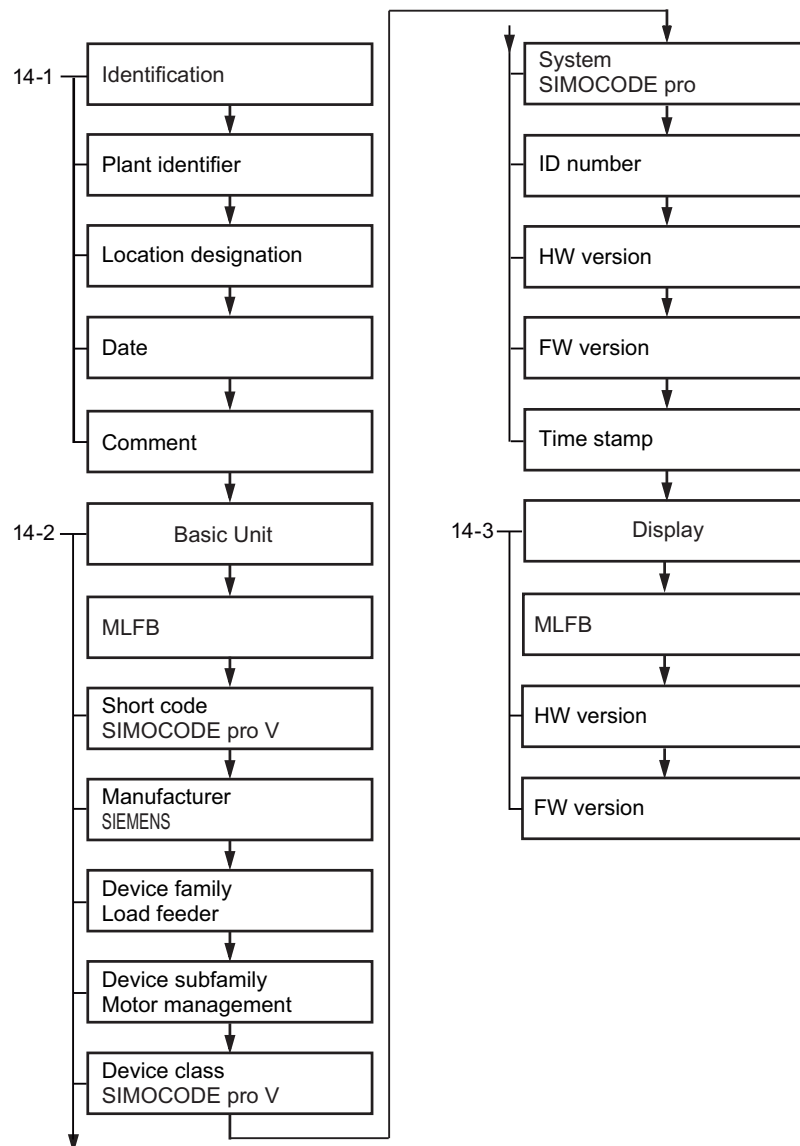 14-1
Identification
Plant identifier
Location designation
Date
Comment
14-2
Basic Unit
MLFB
Short code
SIMOCODE pro V
Manufacturer
SIEMENS
Device family
Load feeder
Device subfamily
Motor management
Device class
SIMOCODE pro V
System
SIMOCODE pro
ID number
HW version
FW version
Time stamp
14-3
Display
MLFB
HW version
FW version